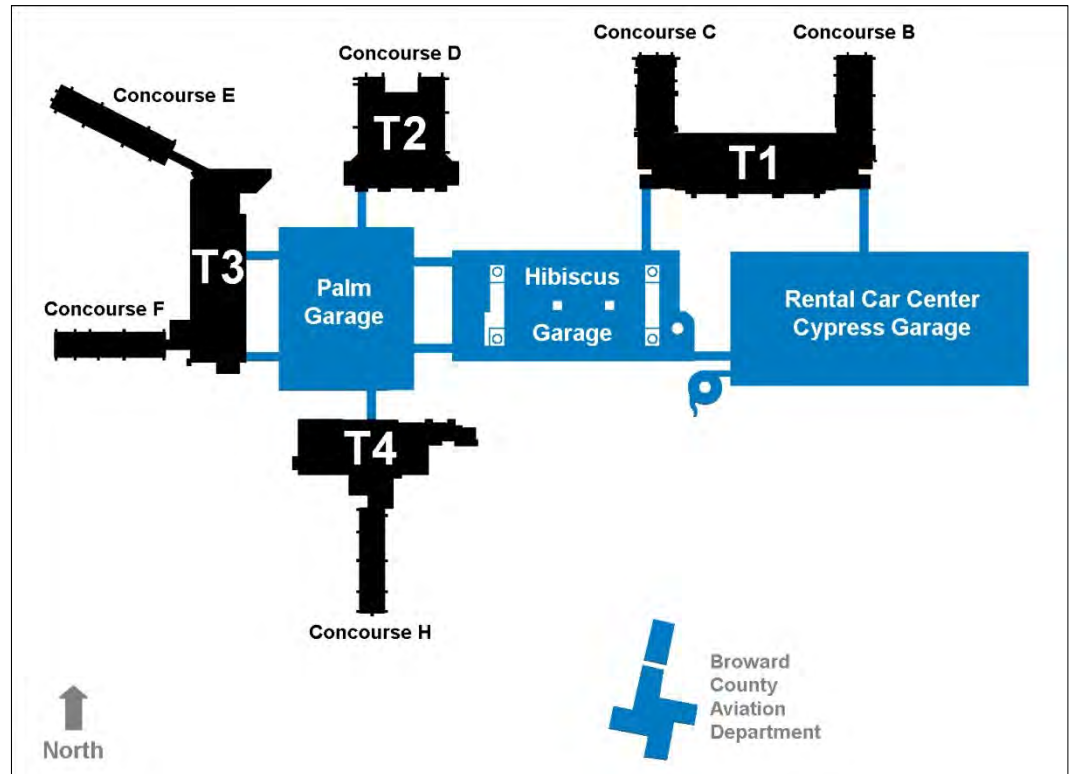 Concourse C
Concourse B
Concourse D
Concourse E
T2
T1
T3
Concourse F
Palm
Garage
Hibiscus
Garage
Rental Car Center
Cypress Garage
T4
Concourse H
Broward
County
Aviation
Department
North